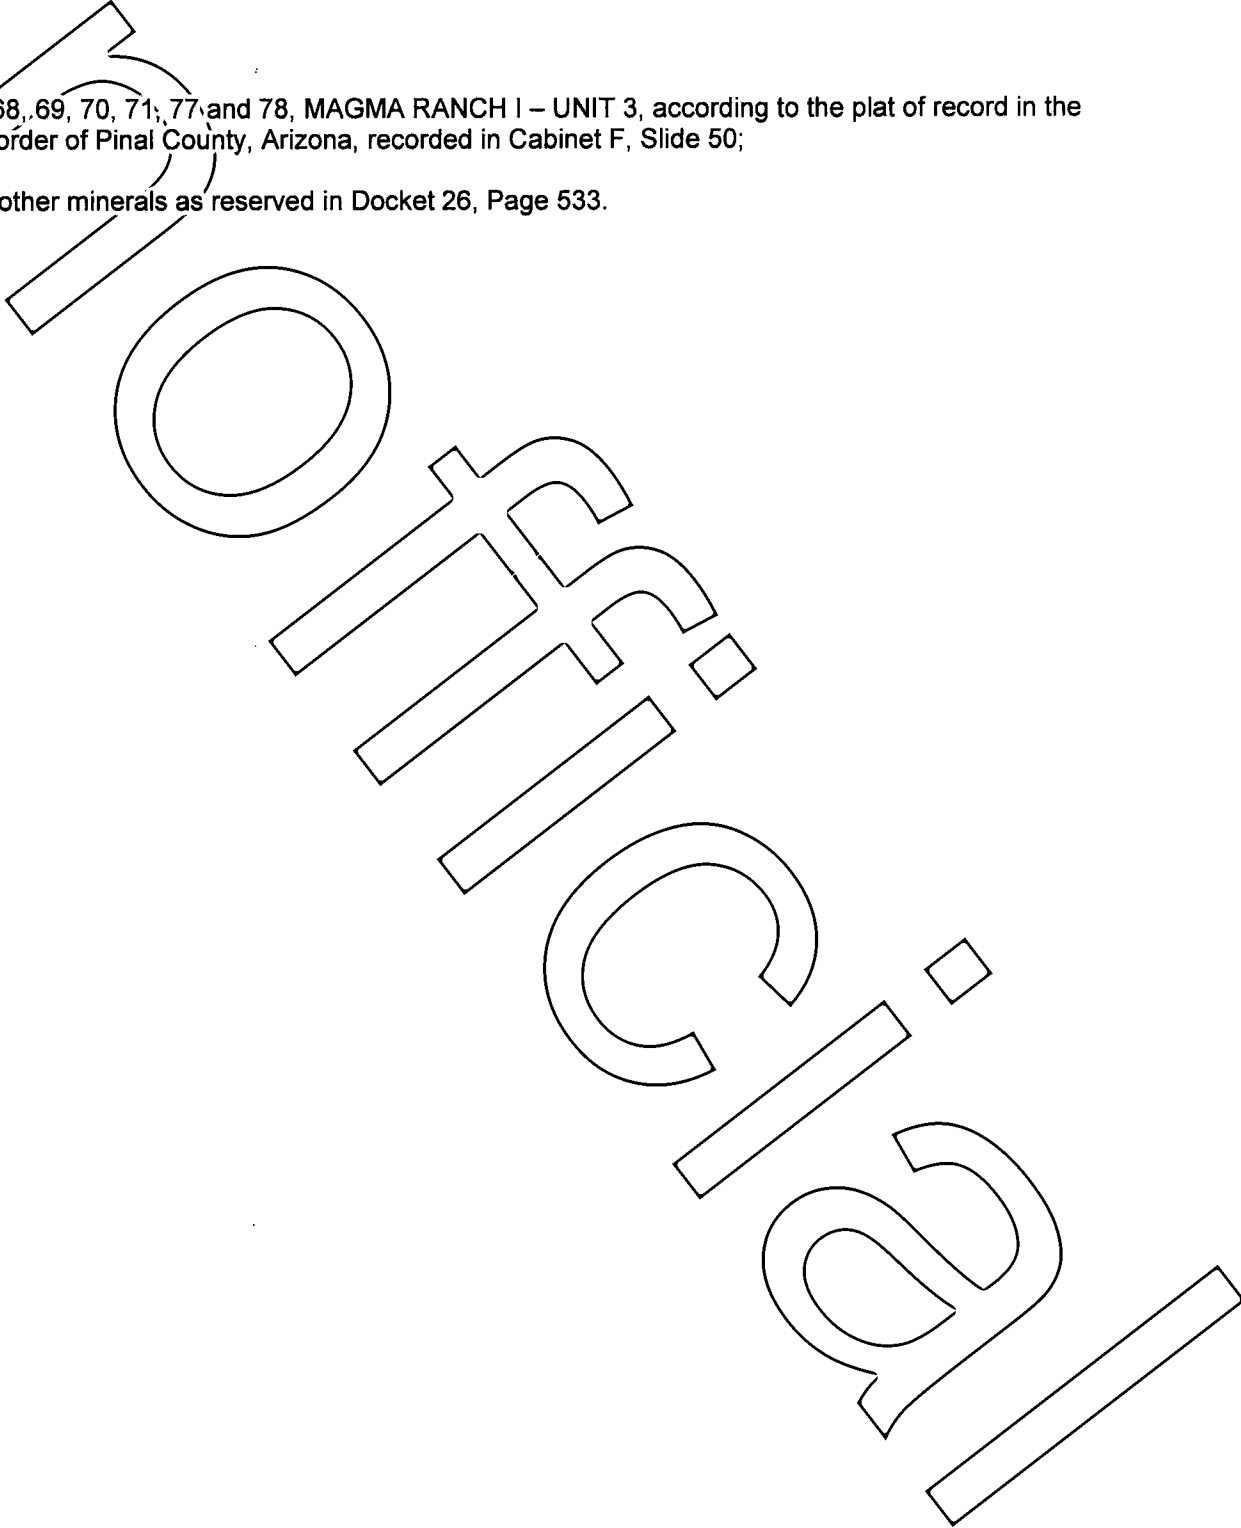 68, 69, 70, 71, 77 and 78, MAGMA RANCH I – UNIT 3, according to the plat of record in the
order of Pinal County, Arizona, recorded in Cabinet F, Slide 50;
other minerals as reserved in Docket 26, Page 533.
nofficial